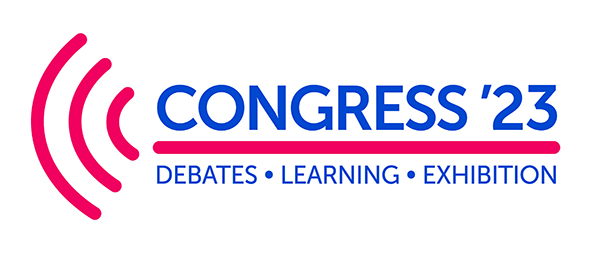 CONGRESS ’23
DEBATES • LEARNING • EXHIBITION